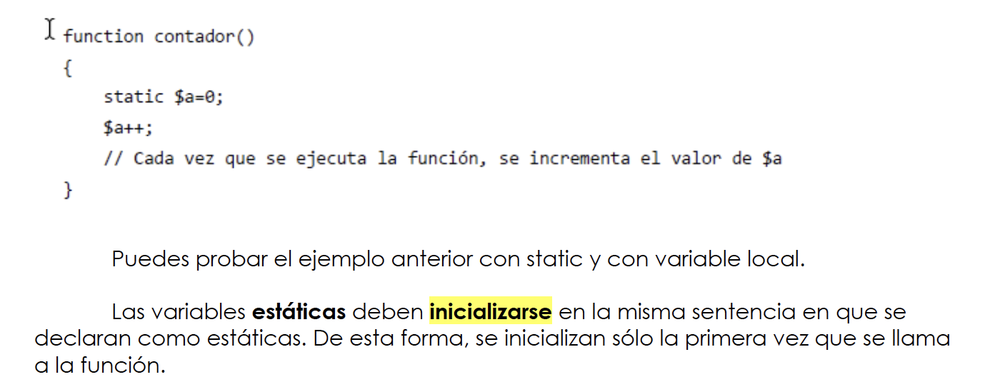 function contador()
{
static $a=0;
$a++;
// Cada vez que se ejecuta la función, se incrementa el valor de $a
}
Puedes probar el ejemplo anterior con static y con variable local.
Las variables estáticas deben inicializarse en la misma sentencia en que se
declaran como estáticas. De esta forma, se inicializan sólo la primera vez que se llama
a la función.